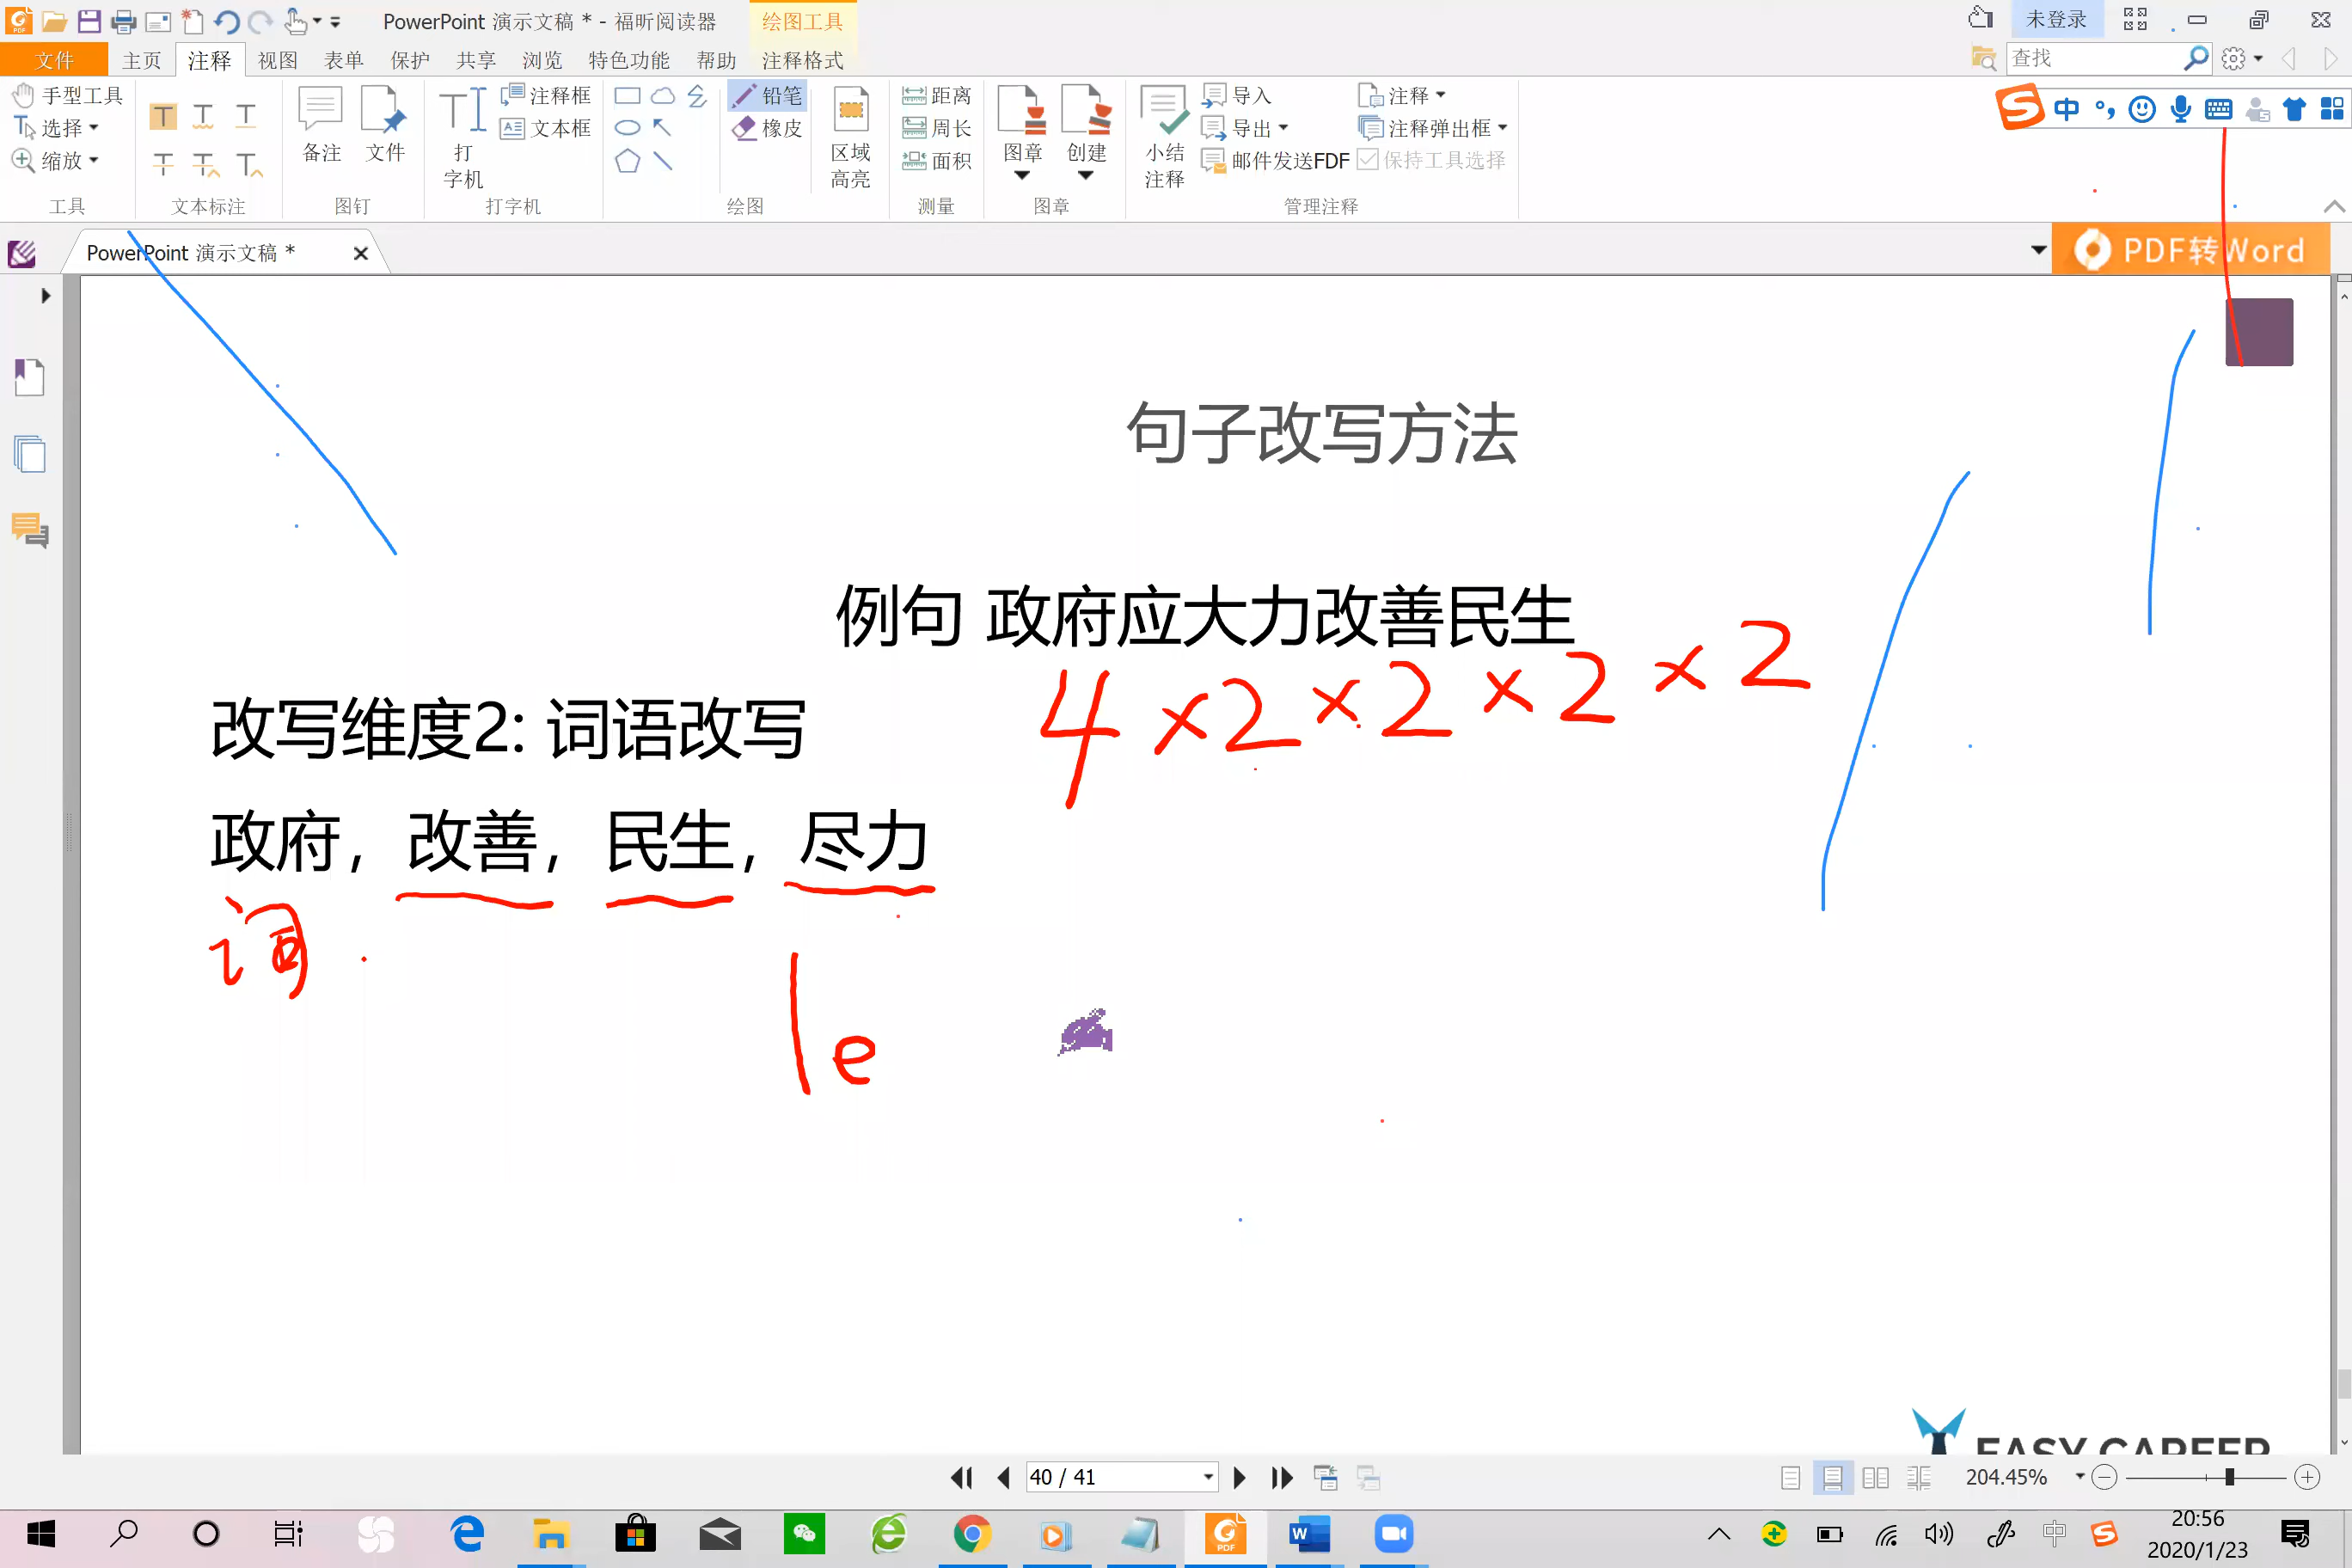 PowerPoint 演示文稿 * - 福昕阅读器
绘图工具
未登录
文件 主页 注释 视图 表单 保护 共享 浏览 特色功能 帮助 注释格式
查找
手型工具
选择
缩放
工具
文本标注
备注
文件
图钉
打
字机
注释框
文本框
打字机
铅笔
橡皮
绘图
区域
高亮
距离
周长
面积
测量
图章
创建
图章
小结
注释
导入
导出
邮件发送FDF
注释
注释弹出框
保持工具选择
管理注释
中
PowerPoint 演示文稿 *
PDF转Word
句子改写方法
例句 政府应大力改善民生
4 × 2 × 2 × 2 × 2
改写维度2: 词语改写
政府，改善，民生，尽力
词
l e
EASY CAREER
40 / 41
204.45%
中
20:56
2020/1/23